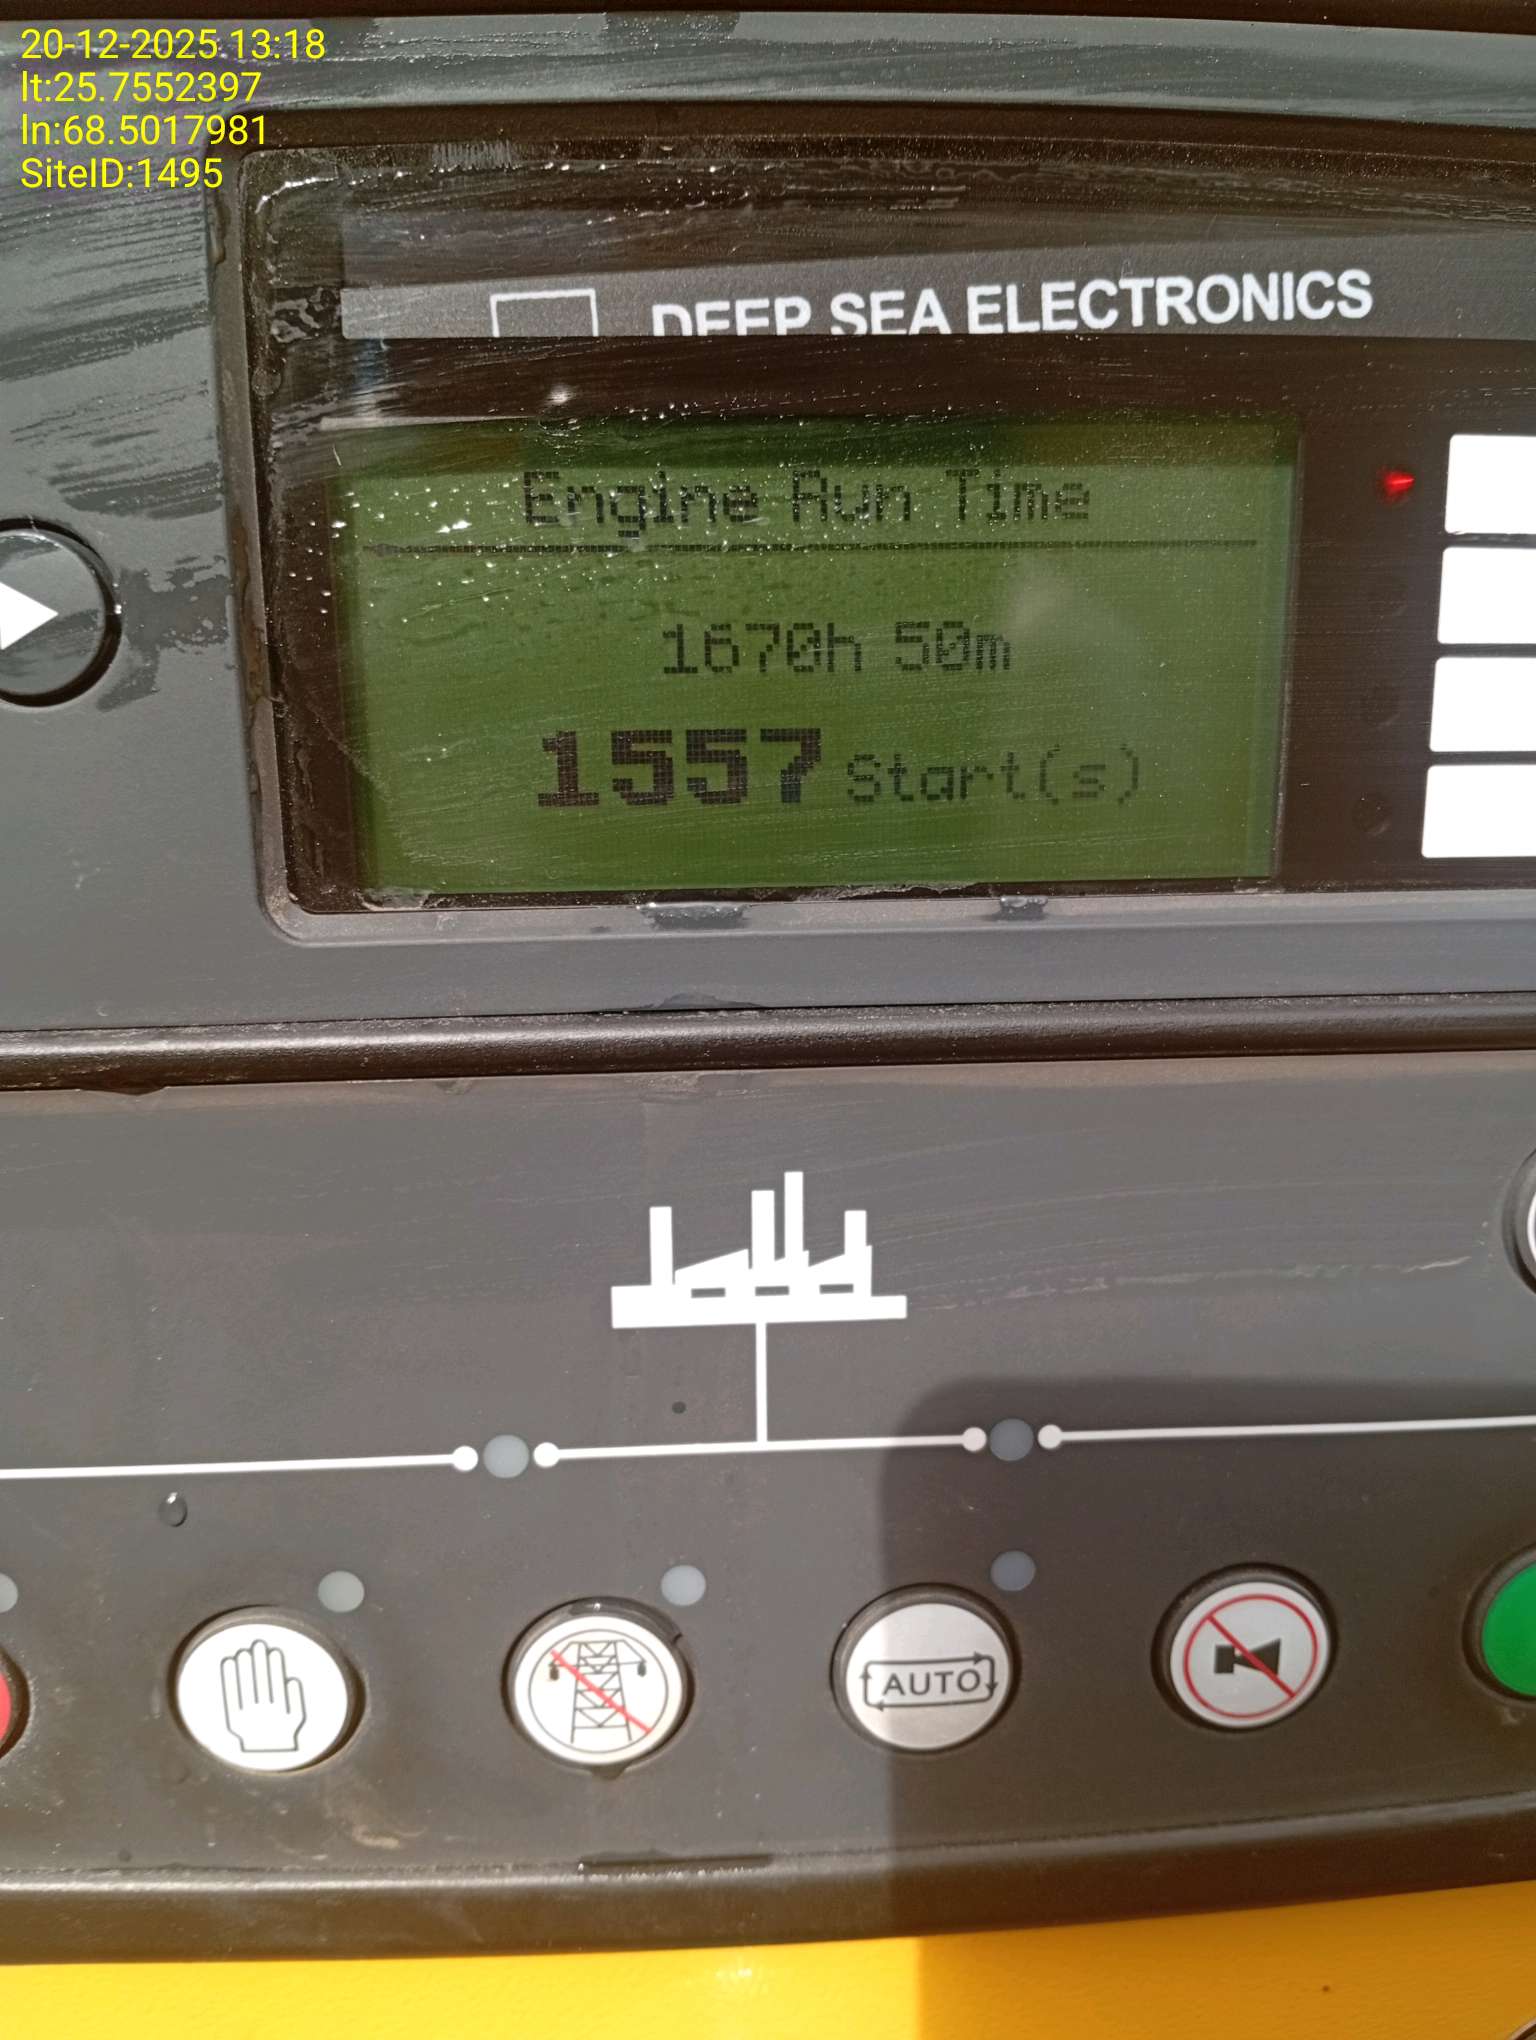 20-12-2025 13:18
lt:25.7552397
ln:68.5017981
SiteID:1495
DEEP SEA ELECTRONICS
Engine Run Time
1670h 50m
1557 Start(s)
AUTO